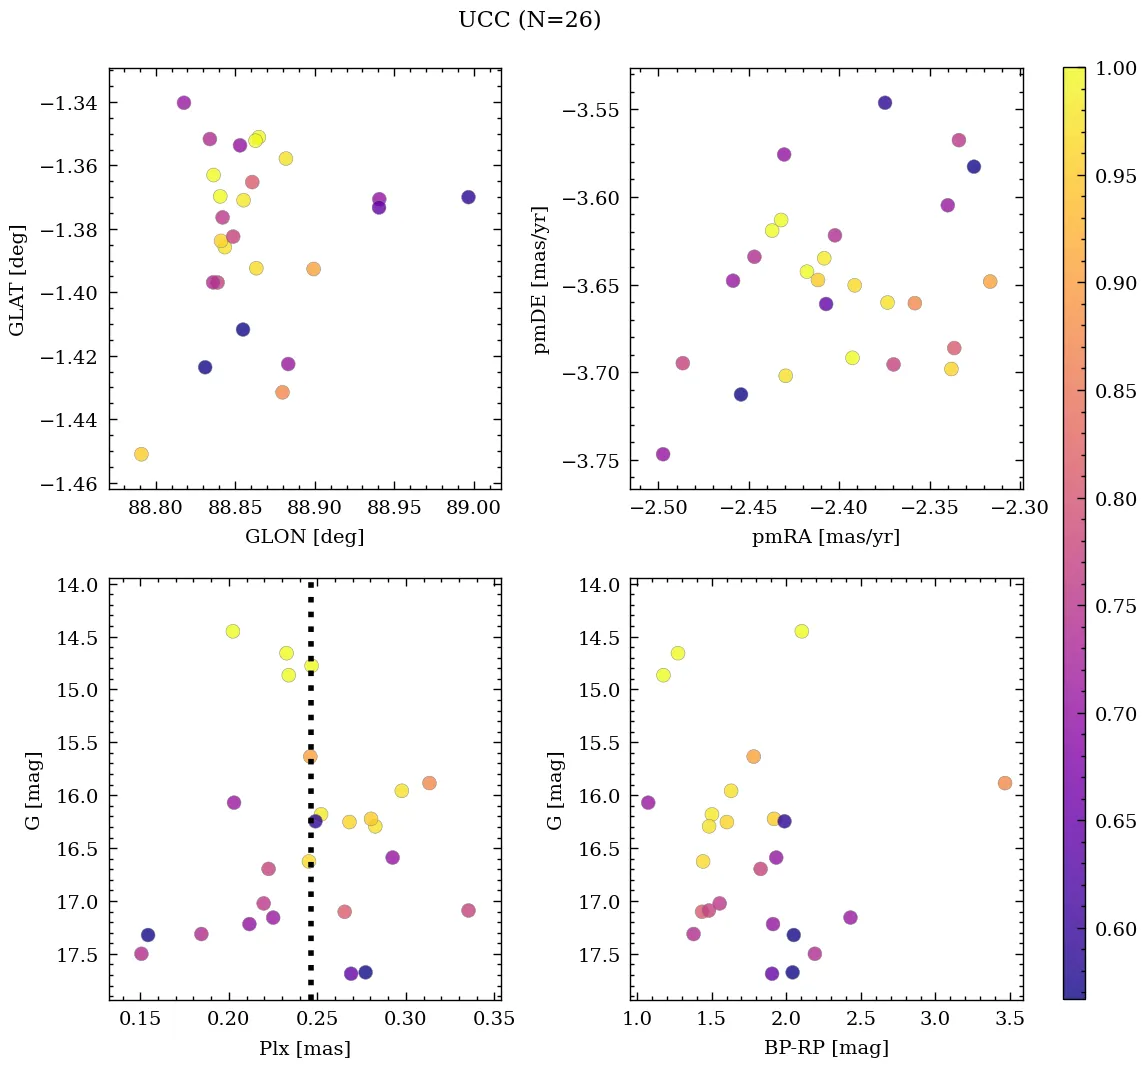 UCC (N=26)
−1.34
−1.36
−1.38
−1.40
−1.42
−1.44
−1.46
GLAT [deg]
88.80 88.85 88.90 88.95 89.00
GLON [deg]
−3.55
−3.60
−3.65
−3.70
−3.75
pmDE [mas/yr]
−2.50 −2.45 −2.40 −2.35 −2.30
pmRA [mas/yr]
14.0
14.5
15.0
15.5
16.0
16.5
17.0
17.5
G [mag]
0.15 0.20 0.25 0.30 0.35
Plx [mas]
14.0
14.5
15.0
15.5
16.0
16.5
17.0
17.5
G [mag]
1.0 1.5 2.0 2.5 3.0 3.5
BP-RP [mag]
1.00
0.95
0.90
0.85
0.80
0.75
0.70
0.65
0.60